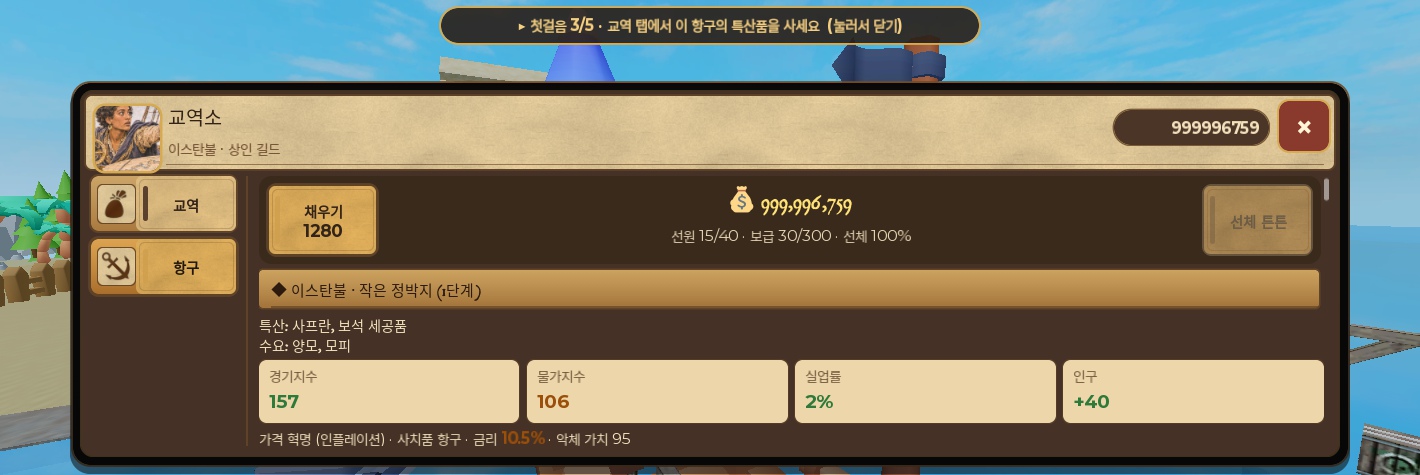 ▸ 첫걸음 3/5 · 교역 탭에서 이 항구의 특산품을 사세요 (눌러서 닫기)
교역소
이스탄불 · 상인 길드
999996759
×
교역
항구
채우기
1280
999,996,759
선원 15/40 · 보급 30/300 · 선체 100%
선체 튼튼
◆ 이스탄불 · 작은 정박지 (1단계)
특산: 사프란, 보석 세공품
수요: 양모, 모피
경기지수
157
물가지수
106
실업률
2%
인구
+40
가격 혁명 (인플레이션) · 사치품 항구 · 금리 10.5% · 악체 가치 95